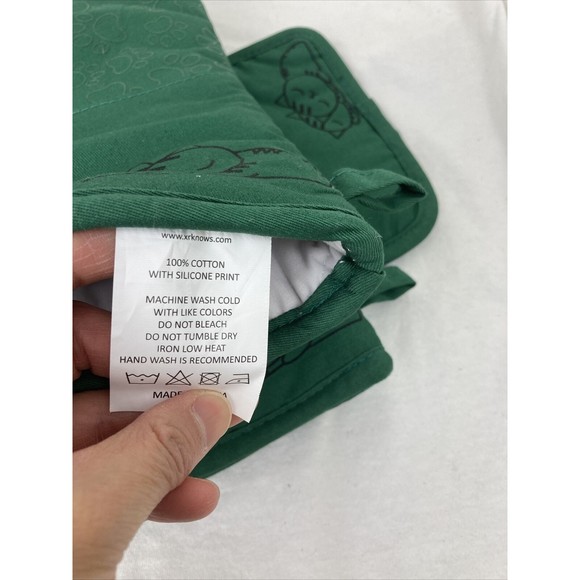 www.xrknows.com
100% COTTON
WITH SILICONE PRINT
MACHINE WASH COLD
WITH LIKE COLORS
DO NOT BLEACH
DO NOT TUMBLE DRY
IRON LOW HEAT
HAND WASH IS RECOMMENDED